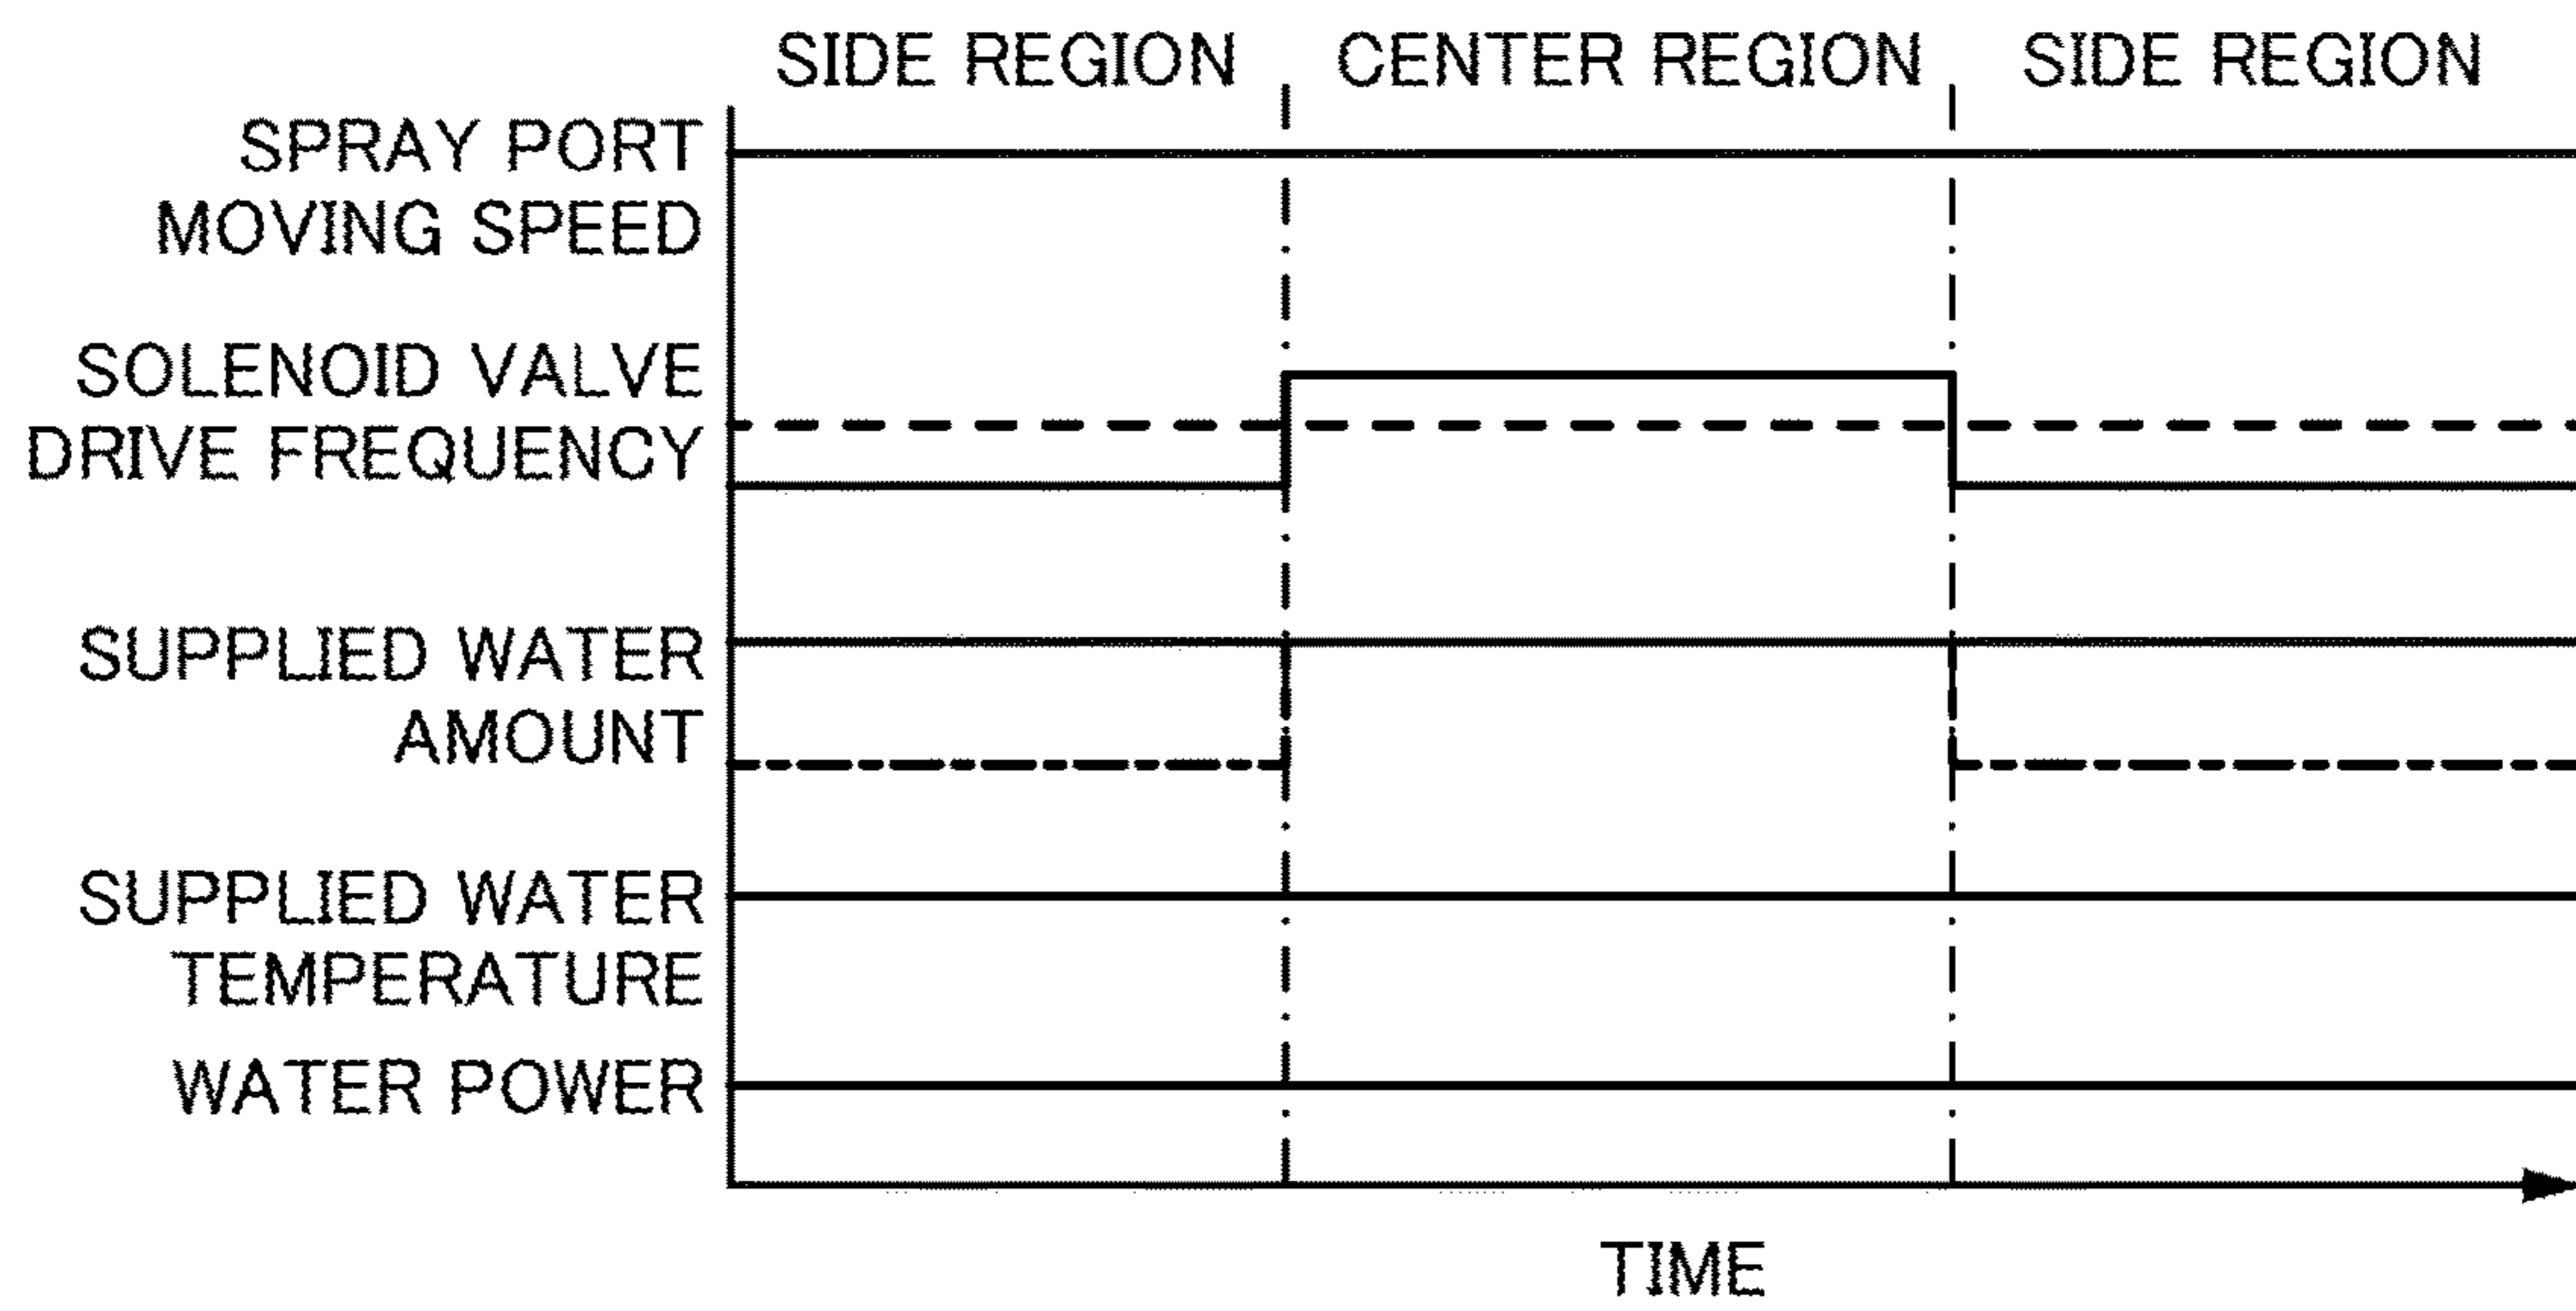 SIDE REGION CENTER REGION SIDE REGION
SPRAY PORT
MOVING SPEED
SOLENOID VALVE
DRIVE FREQUENCY
SUPPLIED WATER
AMOUNT
SUPPLIED WATER
TEMPERATURE
WATER POWER
TIME